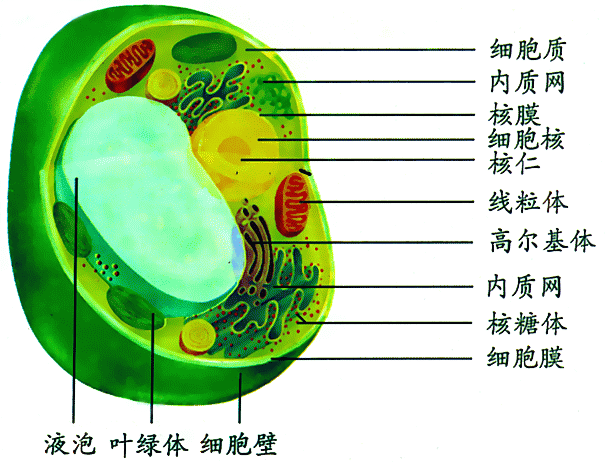 细胞质
内质网
核膜
细胞核
核仁
线粒体
高尔基体
内质网
核糖体
细胞膜
液泡 叶绿体 细胞壁